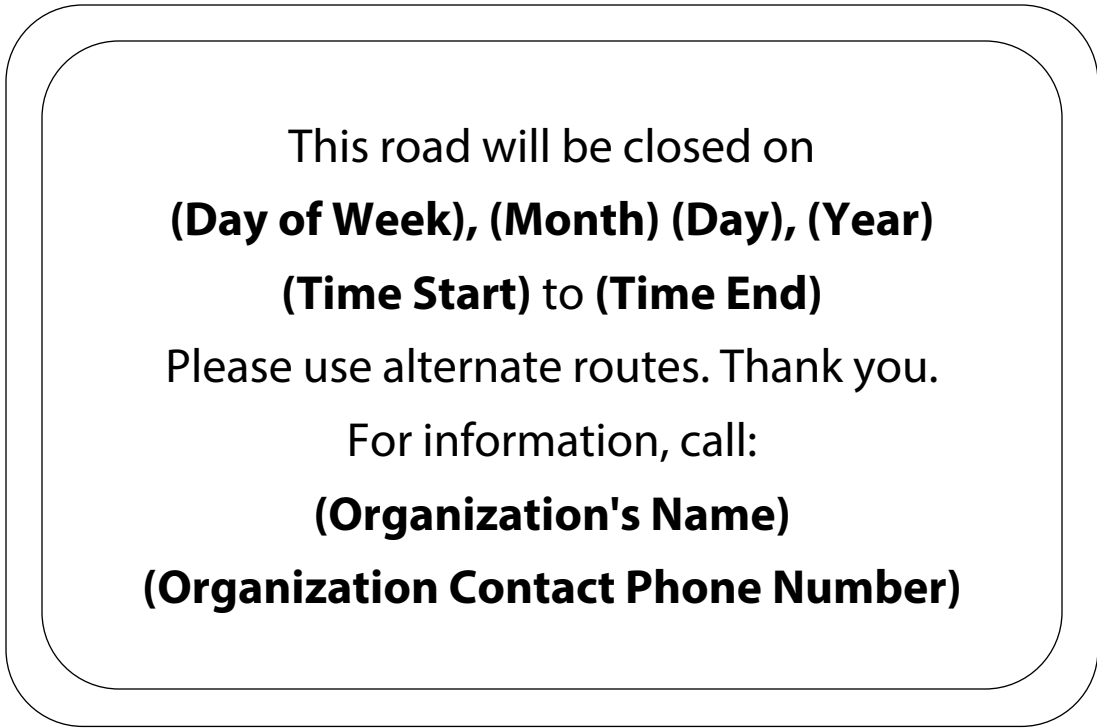 This road will be closed on
(Day of Week), (Month) (Day), (Year)
(Time Start) to (Time End)
Please use alternate routes. Thank you.
For information, call:
(Organization's Name)
(Organization Contact Phone Number)